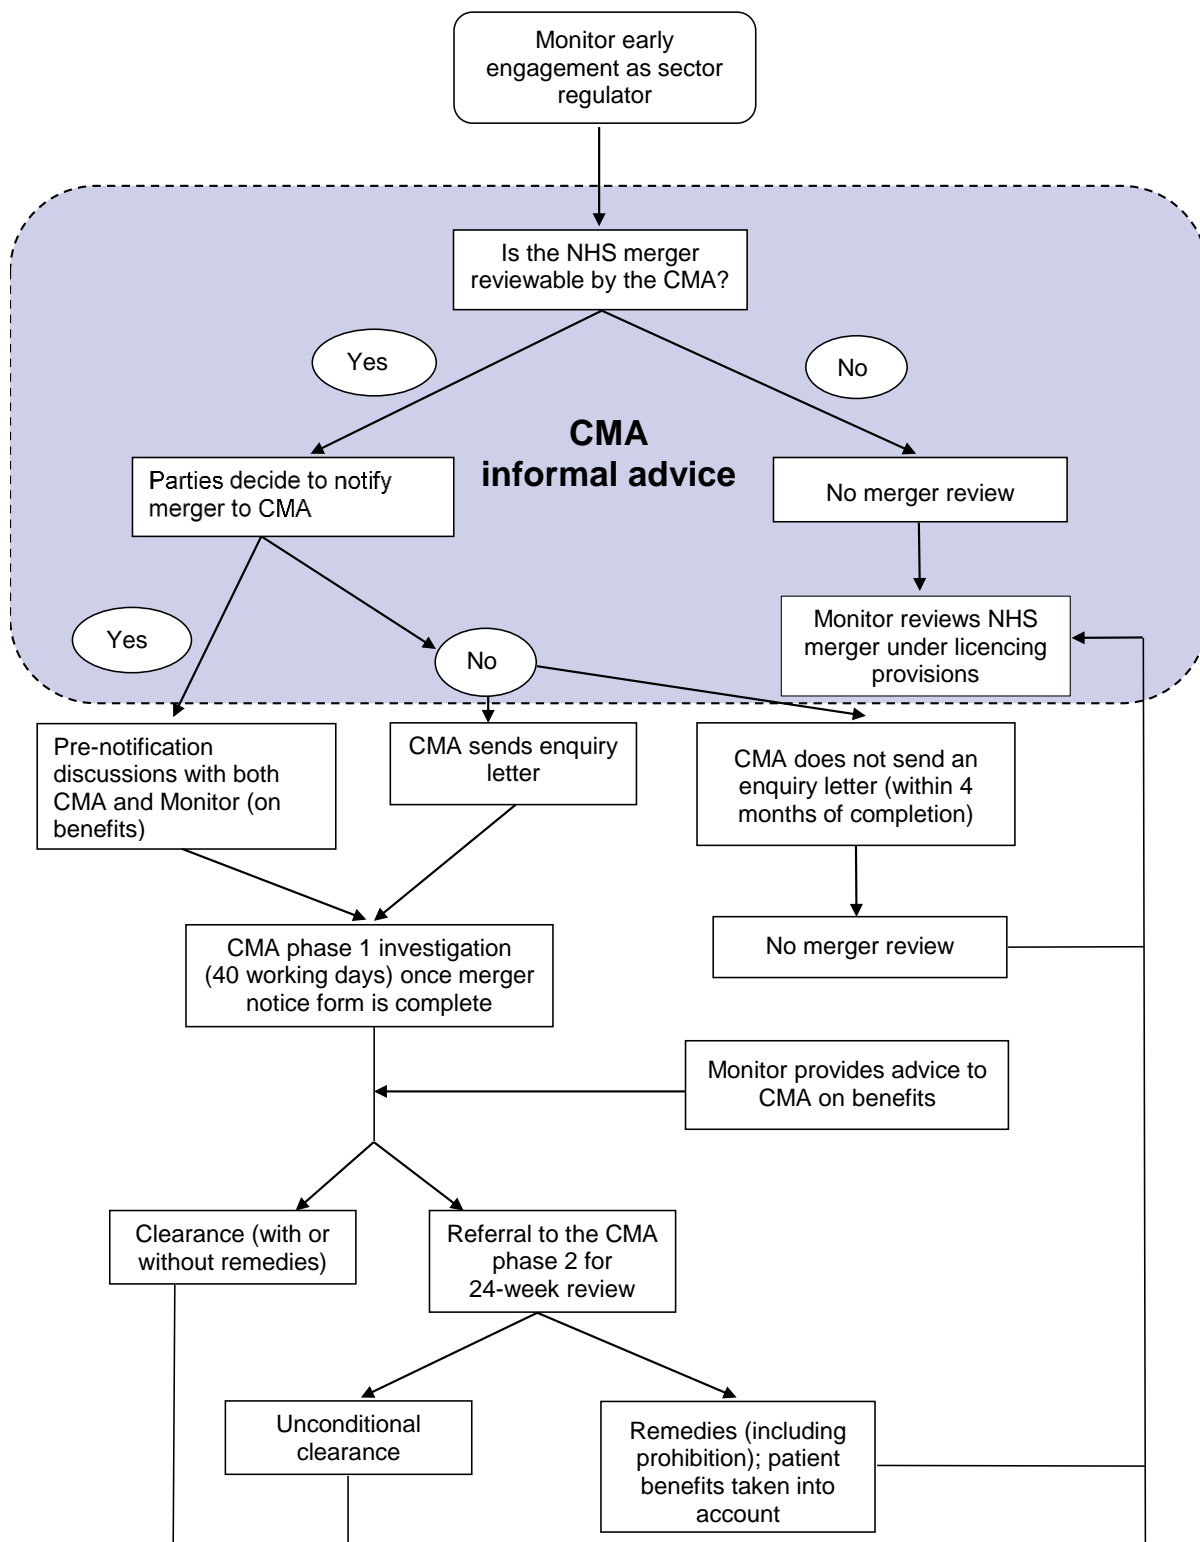 Monitor early
engagement as sector
regulator
Is the NHS merger
reviewable by the CMA?
Yes
No
CMA
informal advice
Parties decide to notify
merger to CMA
No merger review
Yes
No
Monitor reviews NHS
merger under licencing
provisions
Pre-notification
discussions with both
CMA and Monitor (on
benefits)
CMA sends enquiry
letter
CMA does not send an
enquiry letter (within 4
months of completion)
No merger review
CMA phase 1 investigation
(40 working days) once merger
notice form is complete
Monitor provides advice to
CMA on benefits
Clearance (with or
without remedies)
Referral to the CMA
phase 2 for
24-week review
Unconditional
clearance
Remedies (including
prohibition); patient
benefits taken into
account